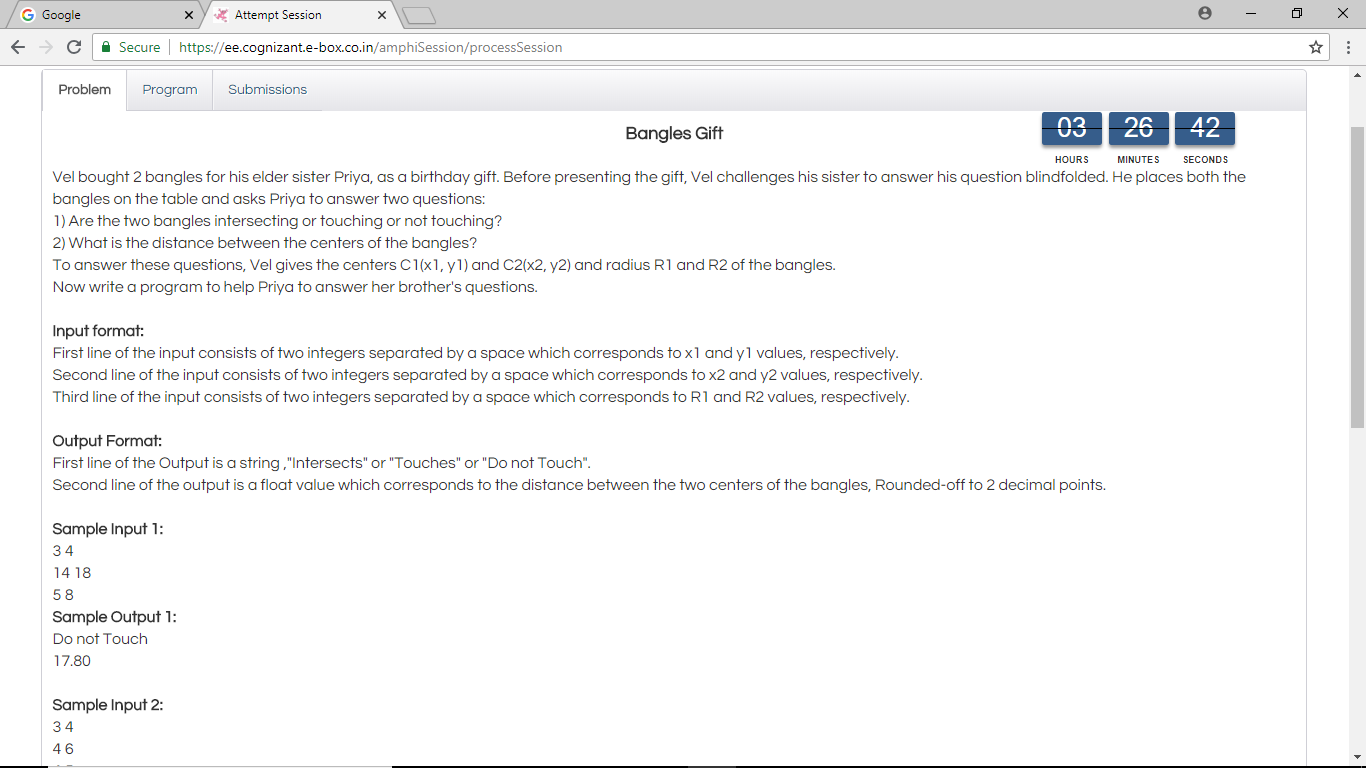 Google
Attempt Session
Secure
https://ee.cognizant.e-box.co.in/amphiSession/processSession
Problem Program Submissions
Bangles Gift
03 26 42
HOURS MINUTES SECONDS
Vel bought 2 bangles for his elder sister Priya, as a birthday gift. Before presenting the gift, Vel challenges his sister to answer his question blindfolded. He places both the
bangles on the table and asks Priya to answer two questions:
1) Are the two bangles intersecting or touching or not touching?
2) What is the distance between the centers of the bangles?
To answer these questions, Vel gives the centers C1(x1, y1) and C2(x2, y2) and radius R1 and R2 of the bangles.
Now write a program to help Priya to answer her brother's questions.
Input format:
First line of the input consists of two integers separated by a space which corresponds to x1 and y1 values, respectively.
Second line of the input consists of two integers separated by a space which corresponds to x2 and y2 values, respectively.
Third line of the input consists of two integers separated by a space which corresponds to R1 and R2 values, respectively.
Output Format:
First line of the Output is a string ,"Intersects" or "Touches" or "Do not Touch".
Second line of the output is a float value which corresponds to the distance between the two centers of the bangles, Rounded-off to 2 decimal points.
Sample Input 1:
3 4
14 18
5 8
Sample Output 1:
Do not Touch
17.80
Sample Input 2:
3 4
4 6